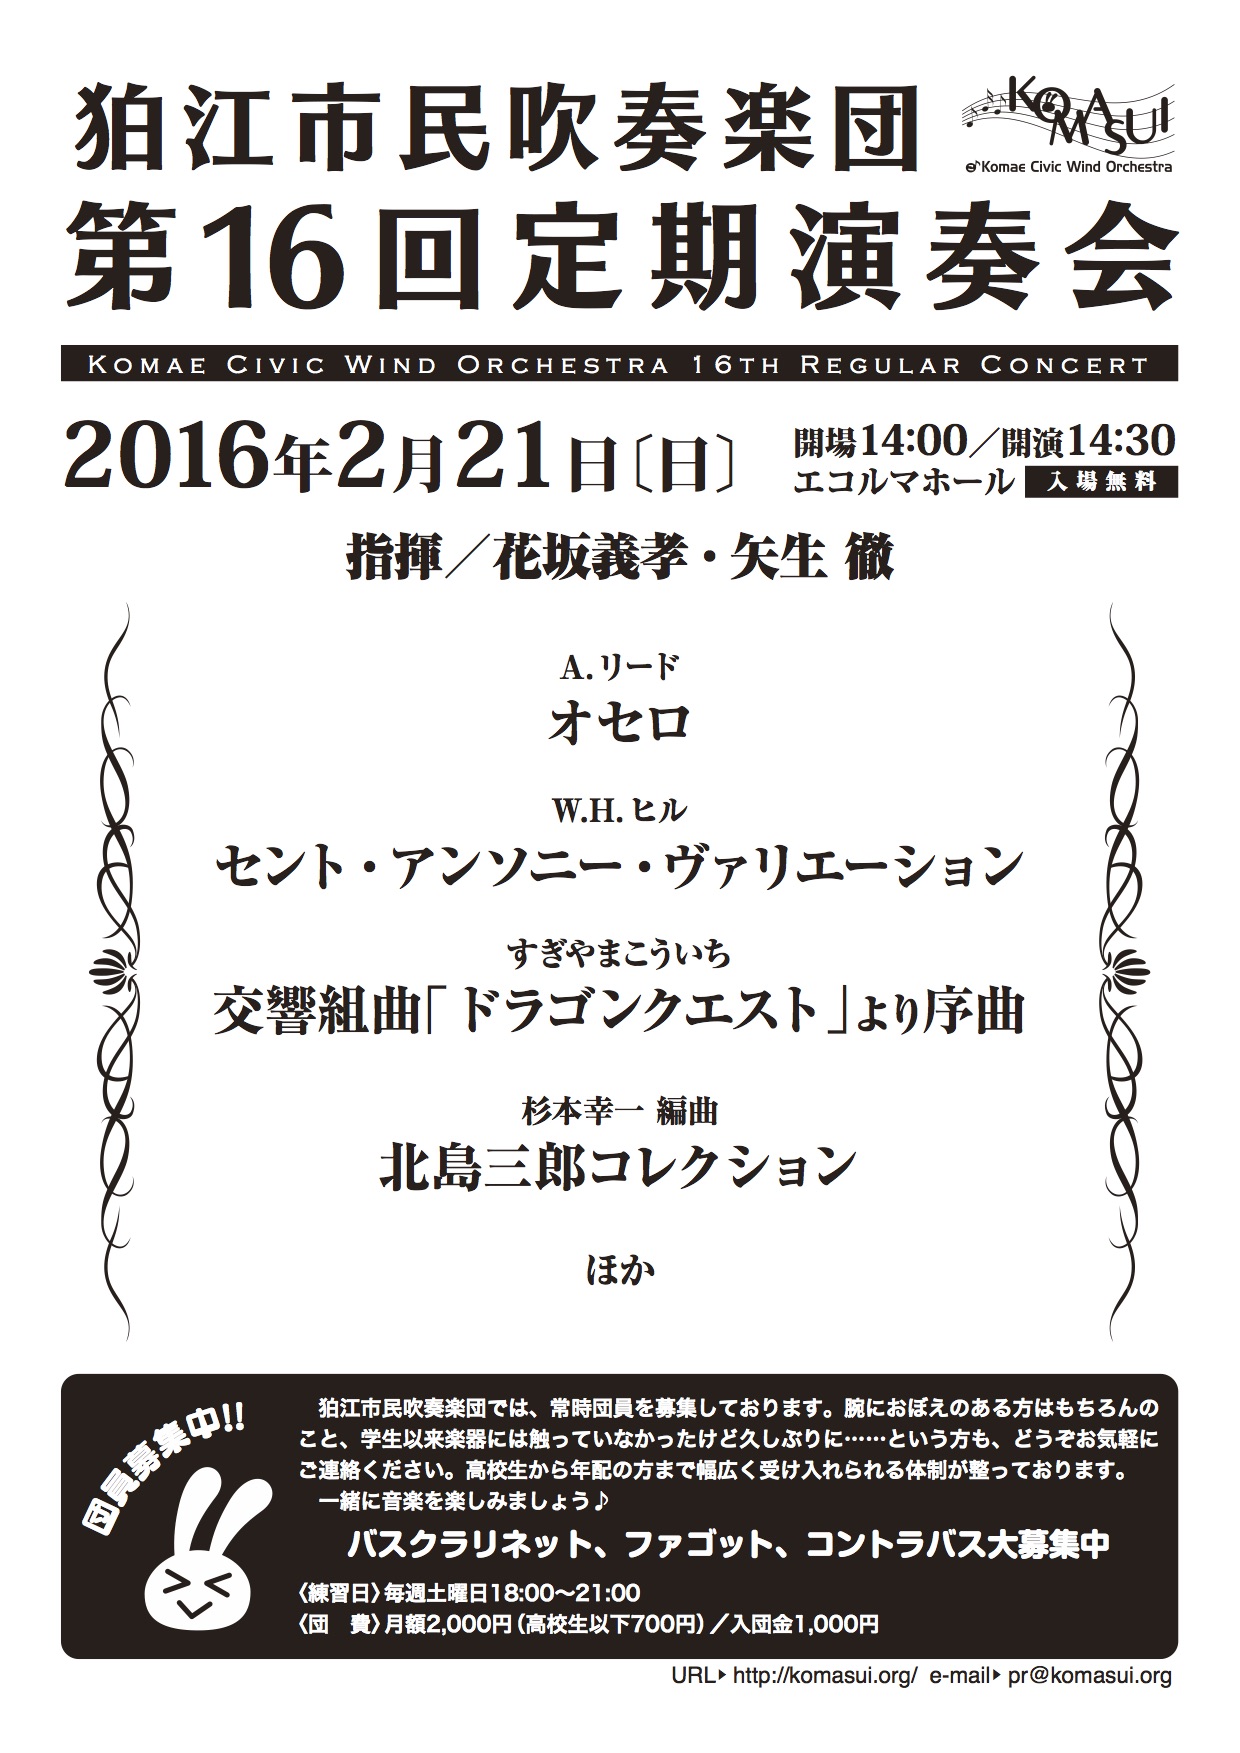 狛江市民吹奏楽団
KOMASUI
Komae Civic Wind Orchestra
第16回定期演奏会
KOMAE CIVIC WIND ORCHESTRA 16TH REGULAR CONCERT
2016年2月21日〔日〕
開場14:00／開演14:30
エコルマホール 入場無料
指揮／花坂義孝・矢生 徹
A.リード
オセロ
W.H.ヒル
セント・アンソニー・ヴァリエーション
すぎやまこういち
交響組曲「ドラゴンクエスト」より序曲
杉本幸一 編曲
北島三郎コレクション
ほか
団員募集中!!
狛江市民吹奏楽団では、常時団員を募集しております。腕におぼえのある方はもちろんの
こと、学生以来楽器には触っていなかったけど久しぶりに……という方も、どうぞお気軽に
ご連絡ください。高校生から年配の方まで幅広く受け入れられる体制が整っております。
一緒に音楽を楽しみましょう♪
バスクラリネット、ファゴット、コントラバス大募集中
〈練習日〉毎週土曜日18:00〜21:00
〈団　費〉月額2,000円（高校生以下700円）／入団金1,000円
URL▶ http://komasui.org/ e-mail▶ pr@komasui.org